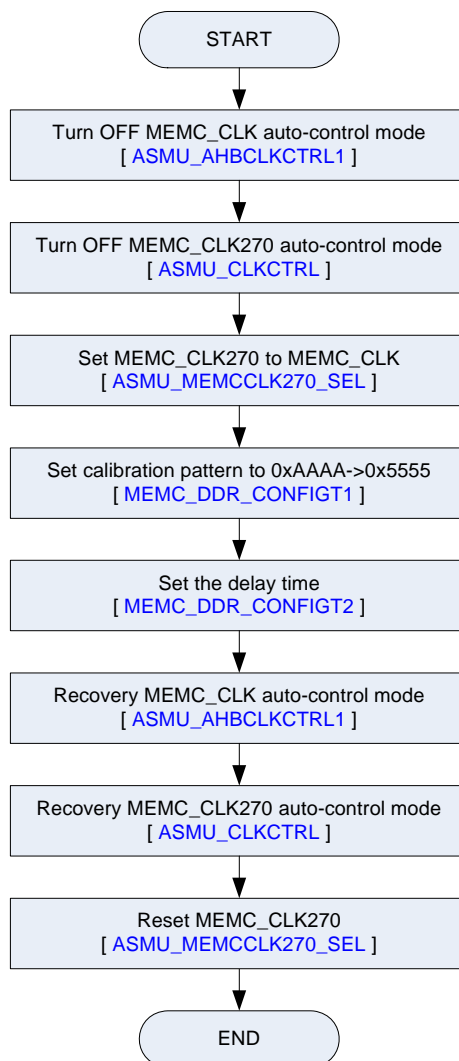 START
Turn OFF MEMC_CLK auto-control mode
[ ASMU_AHBCLKCTRL1 ]
Turn OFF MEMC_CLK270 auto-control mode
[ ASMU_CLKCTRL ]
Set MEMC_CLK270 to MEMC_CLK
[ ASMU_MEMCCLK270_SEL ]
Set calibration pattern to 0xAAAA->0x5555
[ MEMC_DDR_CONFIGT1 ]
Set the delay time
[ MEMC_DDR_CONFIGT2 ]
Recovery MEMC_CLK auto-control mode
[ ASMU_AHBCLKCTRL1 ]
Recovery MEMC_CLK270 auto-control mode
[ ASMU_CLKCTRL ]
Reset MEMC_CLK270
[ ASMU_MEMCCLK270_SEL ]
END